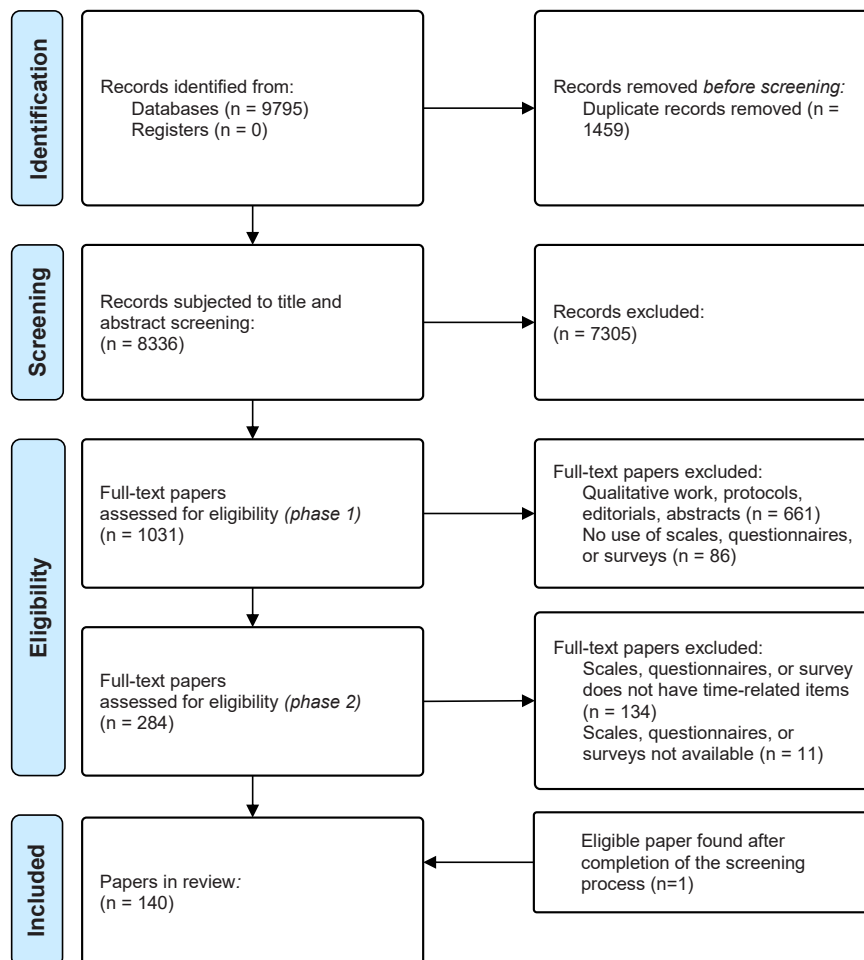 Identification
Records identified from:
Databases (n = 9795)
Registers (n = 0)
Records removed before screening:
Duplicate records removed (n =
1459)
Screening
Records subjected to title and
abstract screening:
(n = 8336)
Records excluded:
(n = 7305)
Eligibility
Full-text papers
assessed for eligibility (phase 1)
(n = 1031)
Full-text papers excluded:
Qualitative work, protocols,
editorials, abstracts (n = 661)
No use of scales, questionnaires,
or surveys (n = 86)
Full-text papers
assessed for eligibility (phase 2)
(n = 284)
Full-text papers excluded:
Scales, questionnaires, or survey
does not have time-related items
(n = 134)
Scales, questionnaires, or
surveys not available (n = 11)
Included
Papers in review:
(n = 140)
Eligible paper found after
completion of the screening
process (n=1)